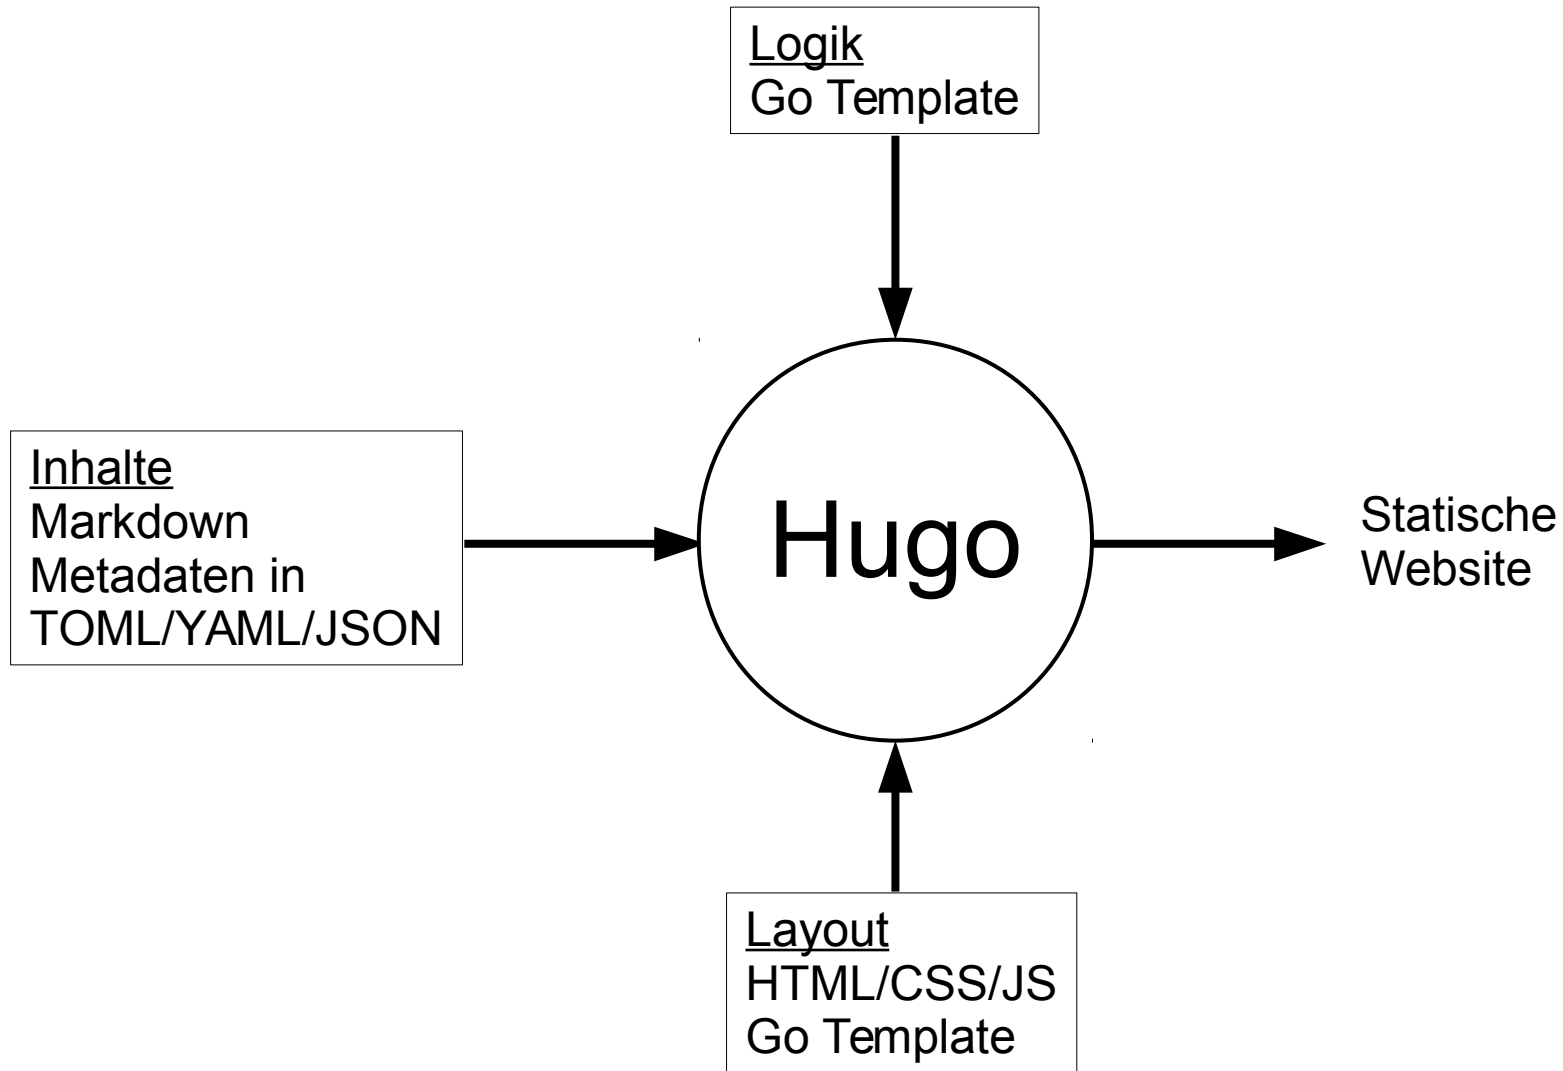 Logik
Go Template
Inhalte
Markdown
Metadaten in
TOML/YAML/JSON
Hugo
Statische
Website
Layout
HTML/CSS/JS
Go Template